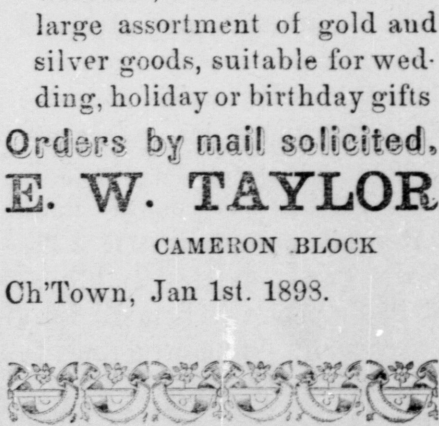 large assortment of gold and
silver goods, suitable for wed-
ding, holiday or birthday gifts
Orders by mail solicited.
E. W. TAYLOR
CAMERON BLOCK
Ch'Town, Jan 1st. 1898.